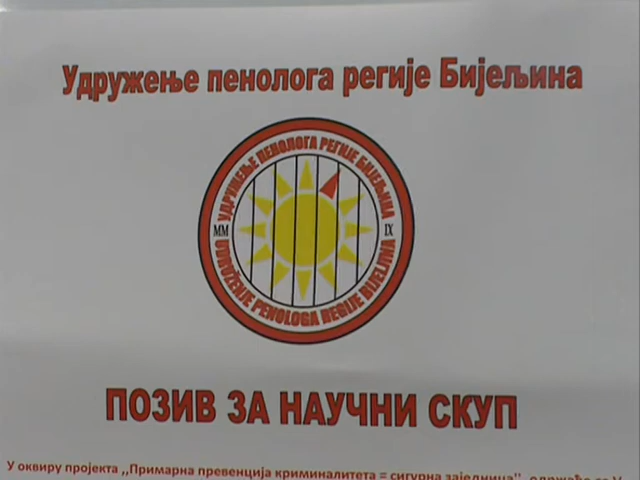 Удружење пенолога регије Бијељина
УДРУЖЕЊЕ ПЕНОЛОГА РЕГИЈЕ БИЈЕЉИНА
MM IX
UDRUŽENJE PENOLOGA REGIJE BIJELJINA
ПОЗИВ ЗА НАУЧНИ СКУП
У оквиру пројекта ,,Примарна превенција криминалитета = сигурна заједница'',